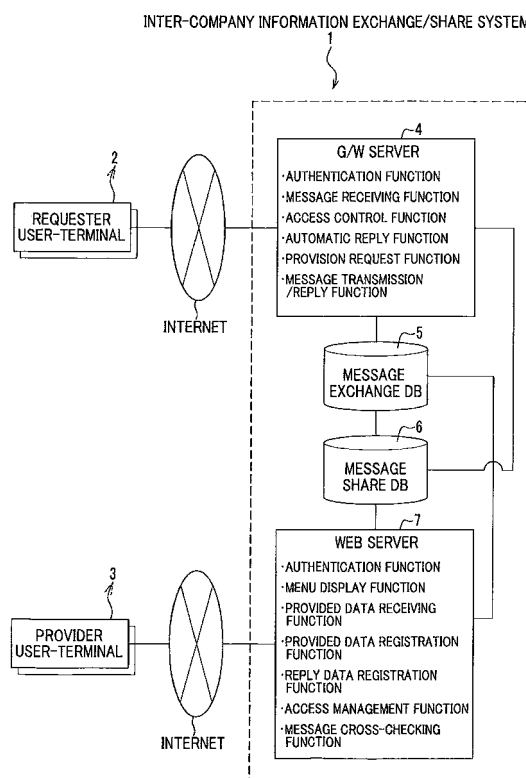 INTER-COMPANY INFORMATION EXCHANGE/SHARE SYSTEM
1
4
G/W SERVER
·AUTHENTICATION FUNCTION
·MESSAGE RECEIVING FUNCTION
·ACCESS CONTROL FUNCTION
·AUTOMATIC REPLY FUNCTION
·PROVISION REQUEST FUNCTION
·MESSAGE TRANSMISSION
/REPLY FUNCTION
2
REQUESTER
USER-TERMINAL
INTERNET
5
MESSAGE
EXCHANGE DB
6
MESSAGE
SHARE DB
7
WEB SERVER
·AUTHENTICATION FUNCTION
·MENU DISPLAY FUNCTION
·PROVIDED DATA RECEIVING
FUNCTION
·PROVIDED DATA REGISTRATION
FUNCTION
·REPLY DATA REGISTRATION
FUNCTION
·ACCESS MANAGEMENT FUNCTION
·MESSAGE CROSS-CHECKING
FUNCTION
3
PROVIDER
USER-TERMINAL
INTERNET